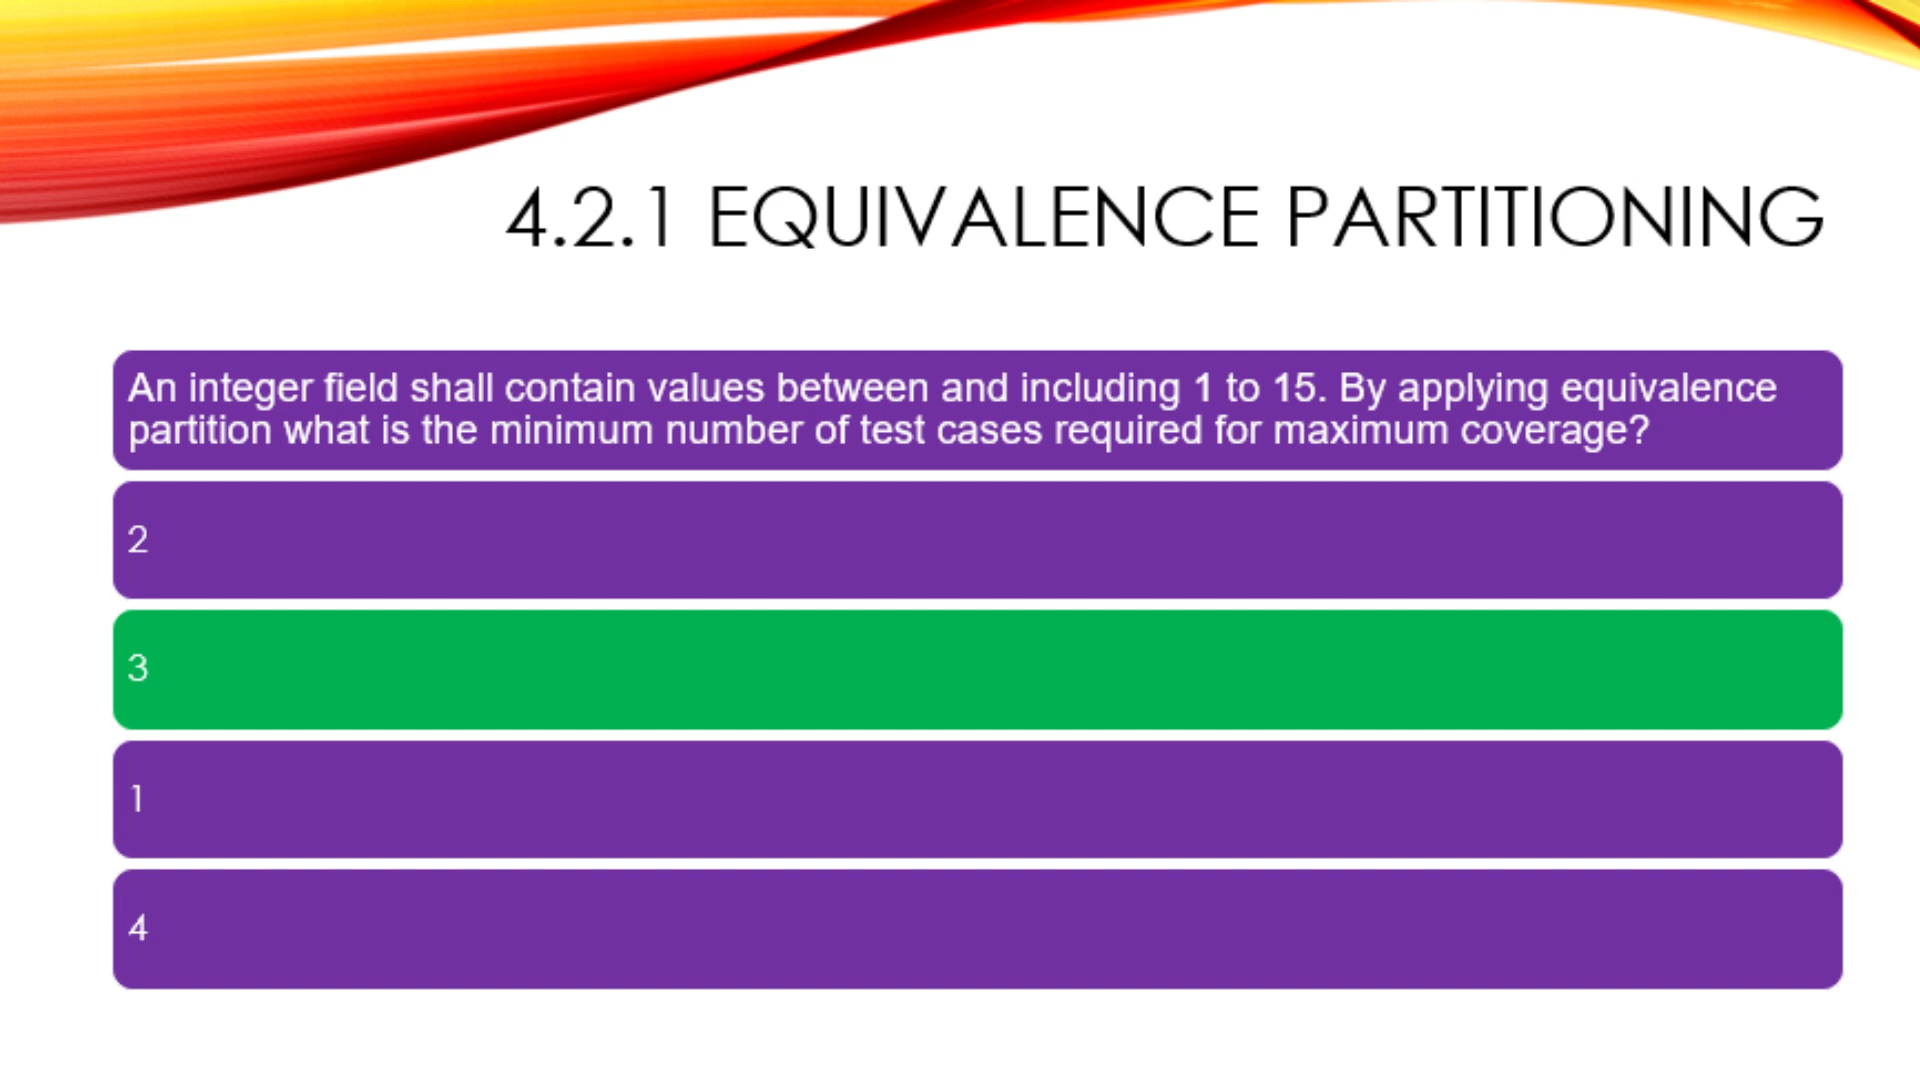 4.2.1 EQUIVALENCE PARTITIONING
An integer field shall contain values between and including 1 to 15. By applying equivalence
partition what is the minimum number of test cases required for maximum coverage?
2
3
1
4